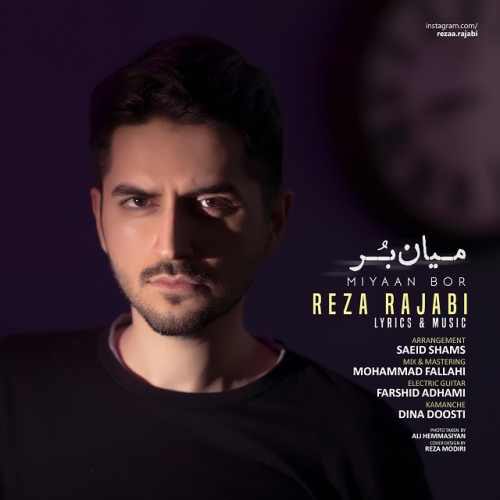 instagram.com/
rezaa.rajabi
میان بُر
MIYAAN BOR
REZA RAJABI
LYRICS & MUSIC
ARRANGEMENT
SAEID SHAMS
MIX & MASTERING
MOHAMMAD FALLAHI
ELECTRIC GUITAR
FARSHID ADHAMI
KAMANCHE
DINA DOOSTI
PHOTO TAKEN BY
ALI HEMMASIYAN
COVER DESIGN BY
REZA MODIRI